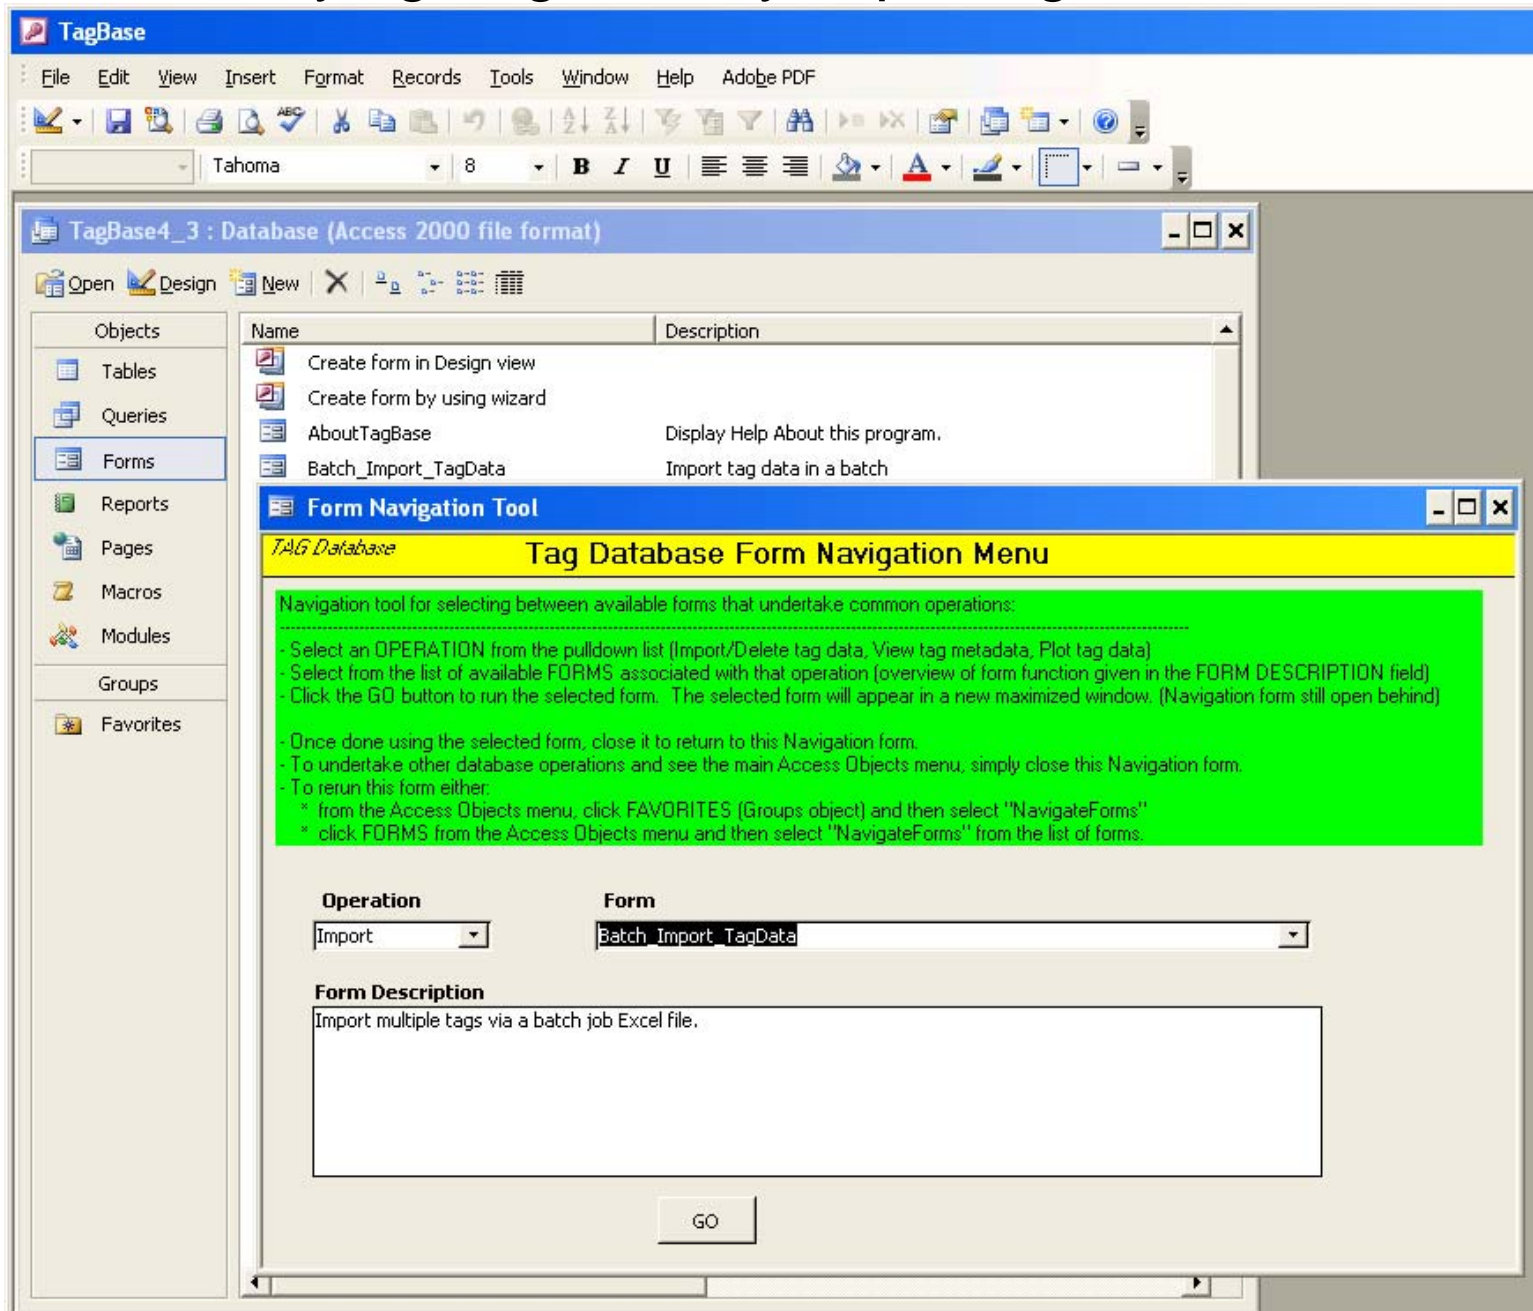 TagBase
File Edit View Insert Format Records Tools Window Help Adobe PDF
Tahoma 8 B I U A
TagBase4_3 : Database (Access 2000 file format)
Open Design New
Objects
Tables
Queries
Forms
Reports
Pages
Macros
Modules
Groups
Favorites
Name Description
Create form in Design view
Create form by using wizard
AboutTagBase Display Help About this program.
Batch_Import_TagData Import tag data in a batch
Form Navigation Tool
TAG Database Tag Database Form Navigation Menu
Navigation tool for selecting between available forms that undertake common operations:
- Select an OPERATION from the pulldown list (Import/Delete tag data, View tag metadata, Plot tag data)
- Select from the list of available FORMS associated with that operation (overview of form function given in the FORM DESCRIPTION field)
- Click the GO button to run the selected form. The selected form will appear in a new maximized window. (Navigation form still open behind)
- Once done using the selected form, close it to return to this Navigation form.
- To undertake other database operations and see the main Access Objects menu, simply close this Navigation form.
- To rerun this form either:
* from the Access Objects menu, click FAVORITES (Groups object) and then select "NavigateForms"
* click FORMS from the Access Objects menu and then select "NavigateForms" from the list of forms.
Operation Form
Import Batch_Import_TagData
Form Description
Import multiple tags via a batch job Excel file.
GO